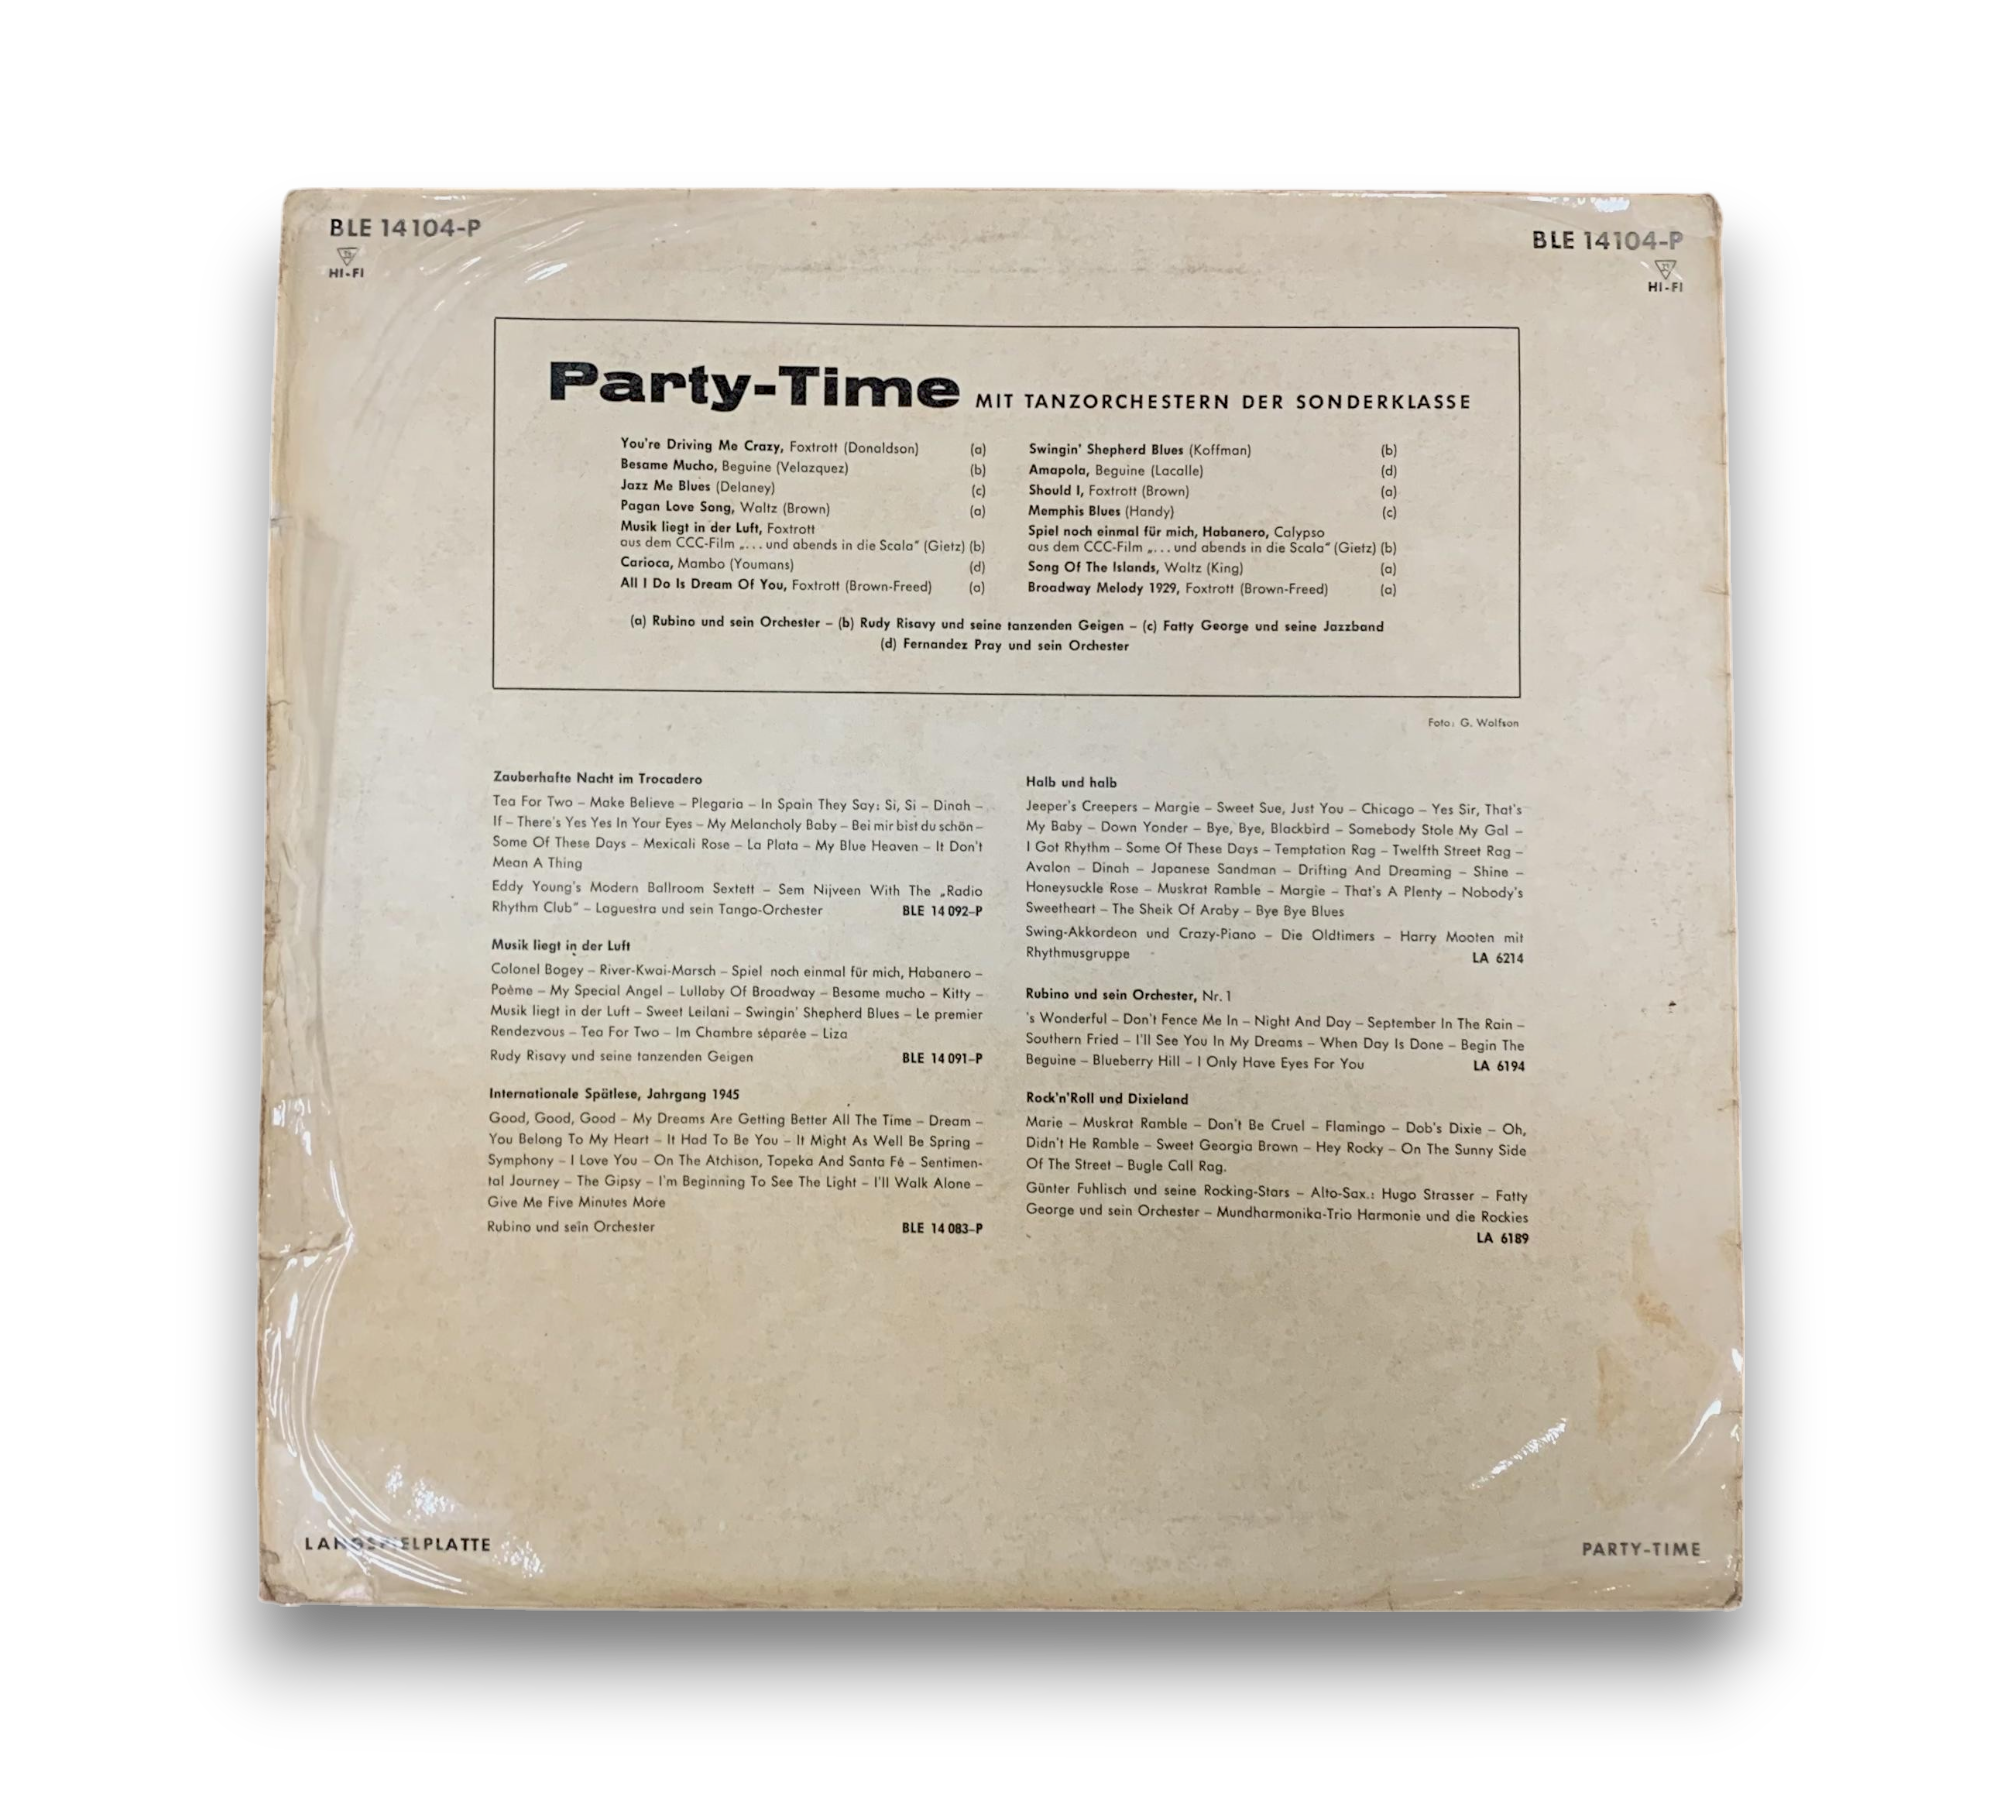 BLE 14104-P
HI-FI
BLE 14104-P
HI-FI
Party-Time MIT TANZORCHESTERN DER SONDERKLASSE
You're Driving Me Crazy, Foxtrott (Donaldson) (a)
Besame Mucho, Beguine (Velazquez) (b)
Jazz Me Blues (Delaney) (c)
Pagan Love Song, Waltz (Brown) (a)
Musik liegt in der Luft, Foxtrott
aus dem CCC-Film „... und abends in die Scala" (Gietz) (b)
Carioca, Mambo (Youmans) (d)
All I Do Is Dream Of You, Foxtrott (Brown-Freed) (a)
Swingin' Shepherd Blues (Koffman) (b)
Amapola, Beguine (Lacalle) (d)
Should I, Foxtrott (Brown) (a)
Memphis Blues (Handy) (c)
Spiel noch einmal für mich, Habanero, Calypso
aus dem CCC-Film „... und abends in die Scala" (Gietz) (b)
Song Of The Islands, Waltz (King) (a)
Broadway Melody 1929, Foxtrott (Brown-Freed) (a)
(a) Rubino und sein Orchester – (b) Rudy Risavy und seine tanzenden Geigen – (c) Fatty George und seine Jazzband
(d) Fernandez Pray und sein Orchester
Foto: G. Wolfson
Zauberhafte Nacht im Trocadero
Tea For Two – Make Believe – Plegaria – In Spain They Say: Si, Si – Dinah –
If – There's Yes Yes In Your Eyes – My Melancholy Baby – Bei mir bist du schön –
Some Of These Days – Mexicali Rose – La Plata – My Blue Heaven – It Don't
Mean A Thing
Eddy Young's Modern Ballroom Sextett – Sem Nijveen With The „Radio
Rhythm Club" – Laguestra und sein Tango-Orchester BLE 14 092–P
Musik liegt in der Luft
Colonel Bogey – River-Kwai-Marsch – Spiel noch einmal für mich, Habanero –
Poème – My Special Angel – Lullaby Of Broadway – Besame mucho – Kitty –
Musik liegt in der Luft – Sweet Leilani – Swingin' Shepherd Blues – Le premier
Rendezvous – Tea For Two – Im Chambre séparée – Liza
Rudy Risavy und seine tanzenden Geigen BLE 14 091–P
Internationale Spätlese, Jahrgang 1945
Good, Good, Good – My Dreams Are Getting Better All The Time – Dream –
You Belong To My Heart – It Had To Be You – It Might As Well Be Spring –
Symphony – I Love You – On The Atchison, Topeka And Santa Fé – Sentimen-
tal Journey – The Gipsy – I'm Beginning To See The Light – I'll Walk Alone –
Give Me Five Minutes More
Rubino und sein Orchester BLE 14 083–P
Halb und halb
Jeeper's Creepers – Margie – Sweet Sue, Just You – Chicago – Yes Sir, That's
My Baby – Down Yonder – Bye, Bye, Blackbird – Somebody Stole My Gal –
I Got Rhythm – Some Of These Days – Temptation Rag – Twelfth Street Rag –
Avalon – Dinah – Japanese Sandman – Drifting And Dreaming – Shine –
Honeysuckle Rose – Muskrat Ramble – Margie – That's A Plenty – Nobody's
Sweetheart – The Sheik Of Araby – Bye Bye Blues
Swing-Akkordeon und Crazy-Piano – Die Oldtimers – Harry Mooten mit
Rhythmusgruppe LA 6214
Rubino und sein Orchester, Nr. 1
's Wonderful – Don't Fence Me In – Night And Day – September In The Rain –
Southern Fried – I'll See You In My Dreams – When Day Is Done – Begin The
Beguine – Blueberry Hill – I Only Have Eyes For You LA 6194
Rock'n'Roll und Dixieland
Marie – Muskrat Ramble – Don't Be Cruel – Flamingo – Dob's Dixie – Oh,
Didn't He Ramble – Sweet Georgia Brown – Hey Rocky – On The Sunny Side
Of The Street – Bugle Call Rag.
Günter Fuhlisch und seine Rocking-Stars – Alto-Sax.: Hugo Strasser – Fatty
George und sein Orchester – Mundharmonika-Trio Harmonie und die Rockies
LA 6189
LANGSPIELPLATTE
PARTY-TIME